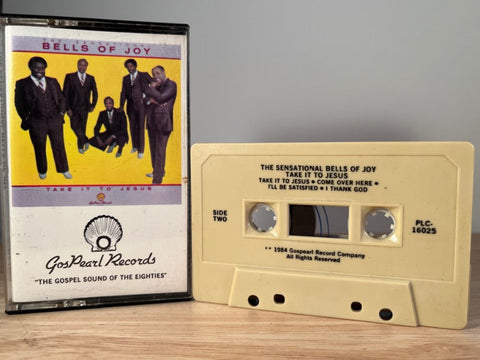 THE SENSATIONAL
BELLS OF JOY
TAKE IT TO JESUS
GosPearl Records
"THE GOSPEL SOUND OF THE EIGHTIES"
THE SENSATIONAL BELLS OF JOY
TAKE IT TO JESUS
TAKE IT TO JESUS • COME OVER HERE •
I'LL BE SATISFIED • I THANK GOD
SIDE
TWO
PLC-
16025
** 1984 Gospearl Record Company
All Rights Reserved